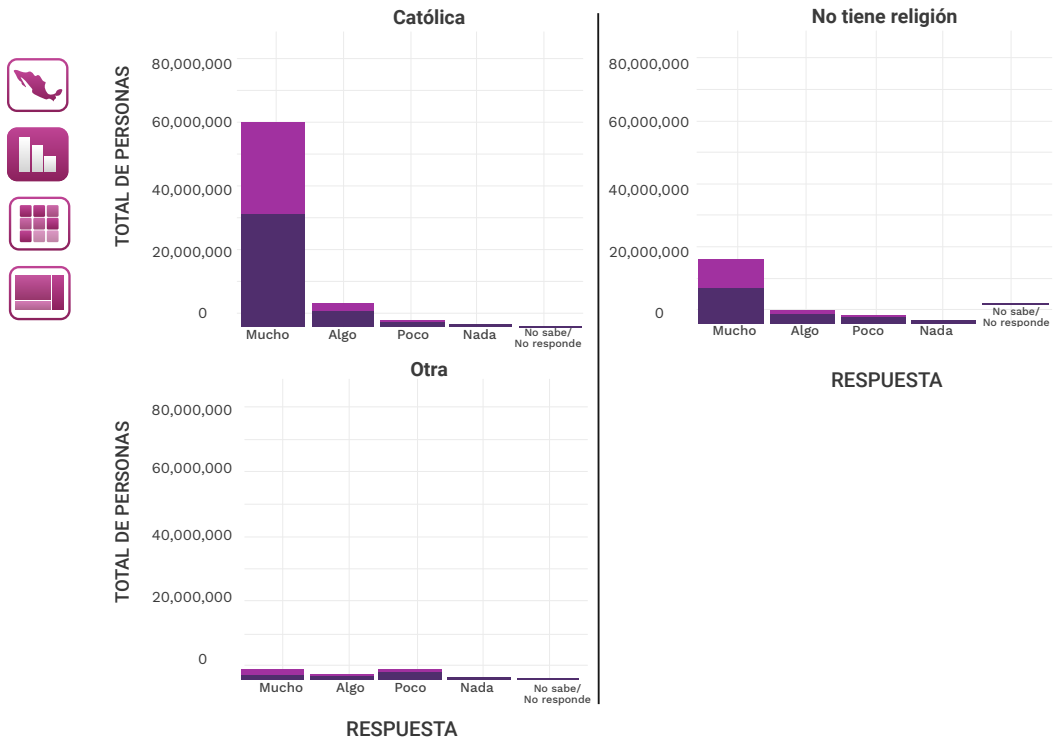 Católica
TOTAL DE PERSONAS
80,000,000
60,000,000
40,000,000
20,000,000
0
Mucho
Algo
Poco
Nada
No sabe/
No responde
No tiene religión
80,000,000
60,000,000
40,000,000
20,000,000
0
Mucho
Algo
Poco
Nada
No sabe/
No responde
RESPUESTA
Otra
TOTAL DE PERSONAS
80,000,000
60,000,000
40,000,000
20,000,000
0
Mucho
Algo
Poco
Nada
No sabe/
No responde
RESPUESTA